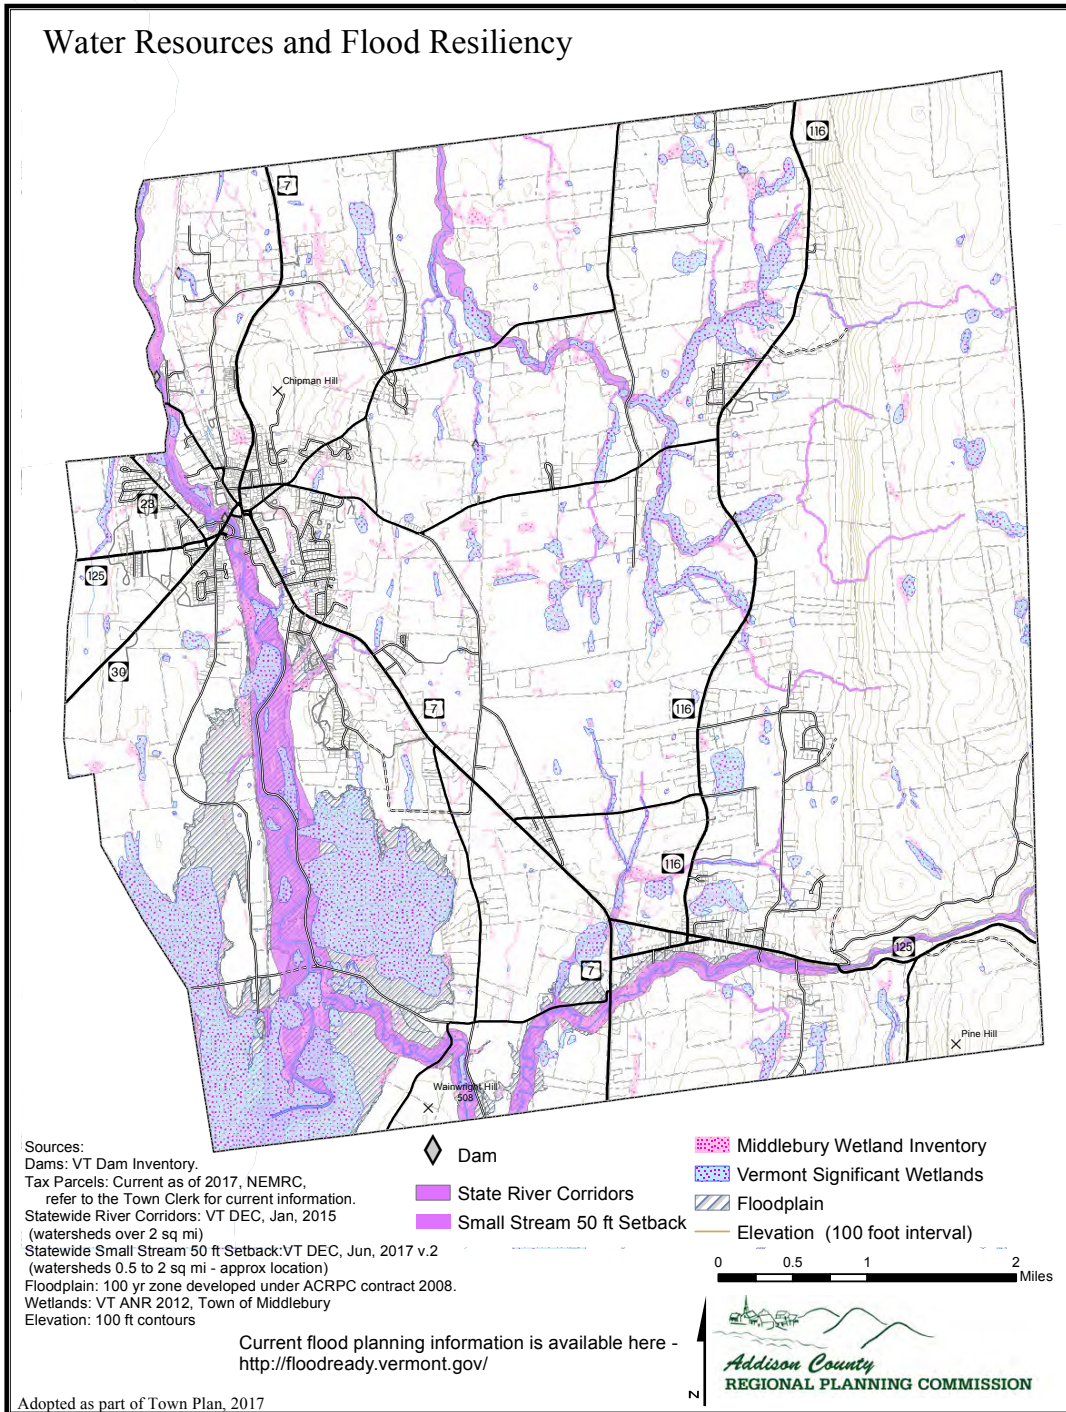 Water Resources and Flood Resiliency
116
7
Chipman Hill
23
125
30
7
116
116
125
7
Pine Hill
Wainwright Hill
508
Sources:
Dams: VT Dam Inventory.
Tax Parcels: Current as of 2017, NEMRC,
refer to the Town Clerk for current information.
Statewide River Corridors: VT DEC, Jan, 2015
(watersheds over 2 sq mi)
Statewide Small Stream 50 ft Setback:VT DEC, Jun, 2017 v.2
(watersheds 0.5 to 2 sq mi - approx location)
Floodplain: 100 yr zone developed under ACRPC contract 2008.
Wetlands: VT ANR 2012, Town of Middlebury
Elevation: 100 ft contours
Dam
State River Corridors
Small Stream 50 ft Setback
Middlebury Wetland Inventory
Vermont Significant Wetlands
Floodplain
Elevation (100 foot interval)
0 0.5 1 2
Miles
Current flood planning information is available here -
http://floodready.vermont.gov/
N
Addison County
REGIONAL PLANNING COMMISSION
Adopted as part of Town Plan, 2017